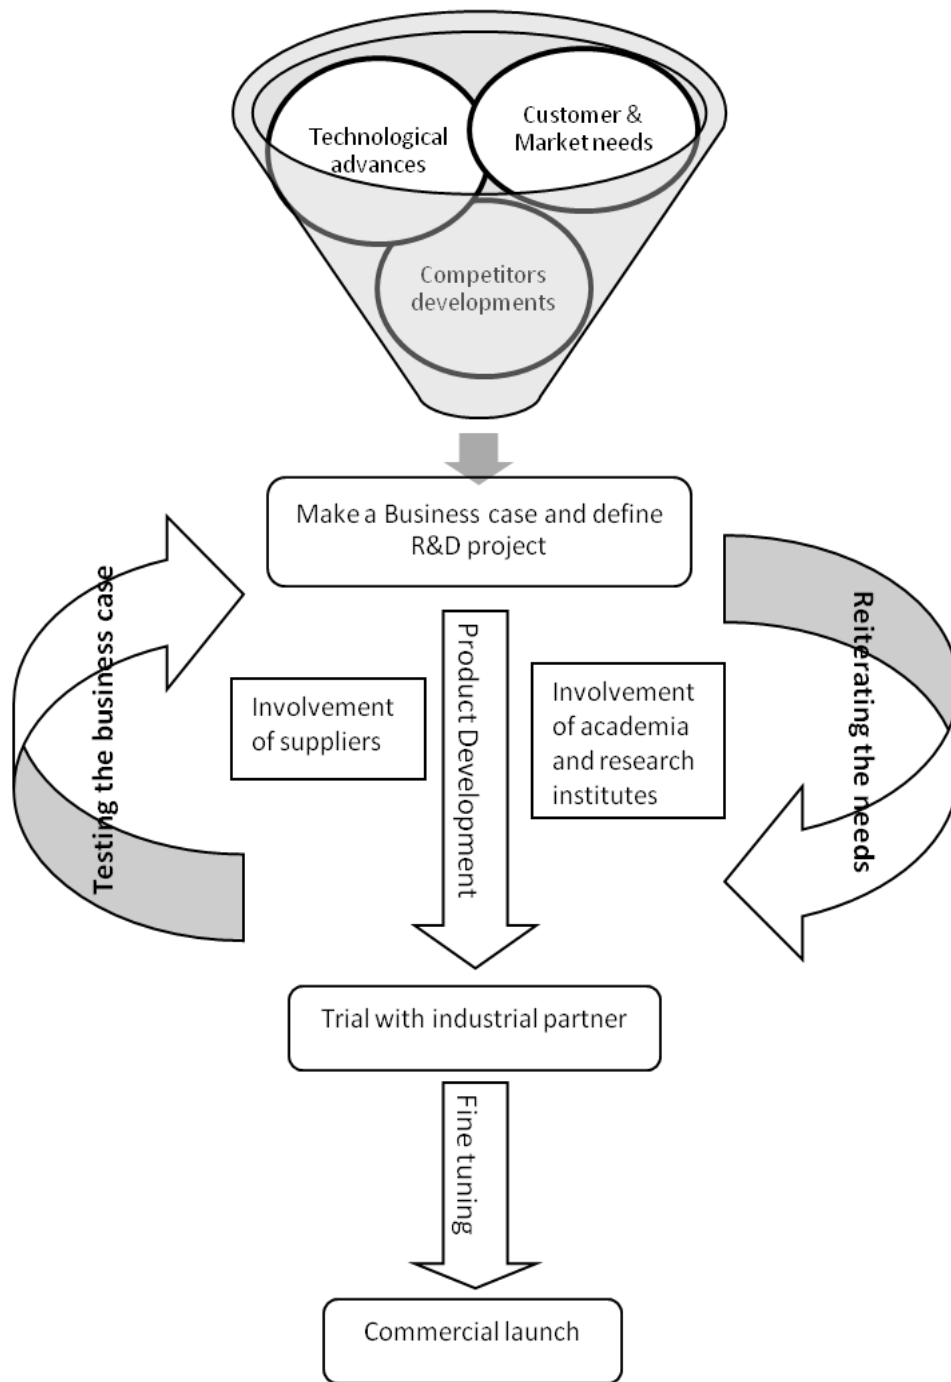 Technological
advances
Customer &
Market needs
Competitors
developments
Make a Business case and define
R&D project
Testing the business case
Involvement
of suppliers
Product Development
Involvement
of academia
and research
institutes
Reiterating the needs
Trial with industrial partner
Fine tuning
Commercial launch